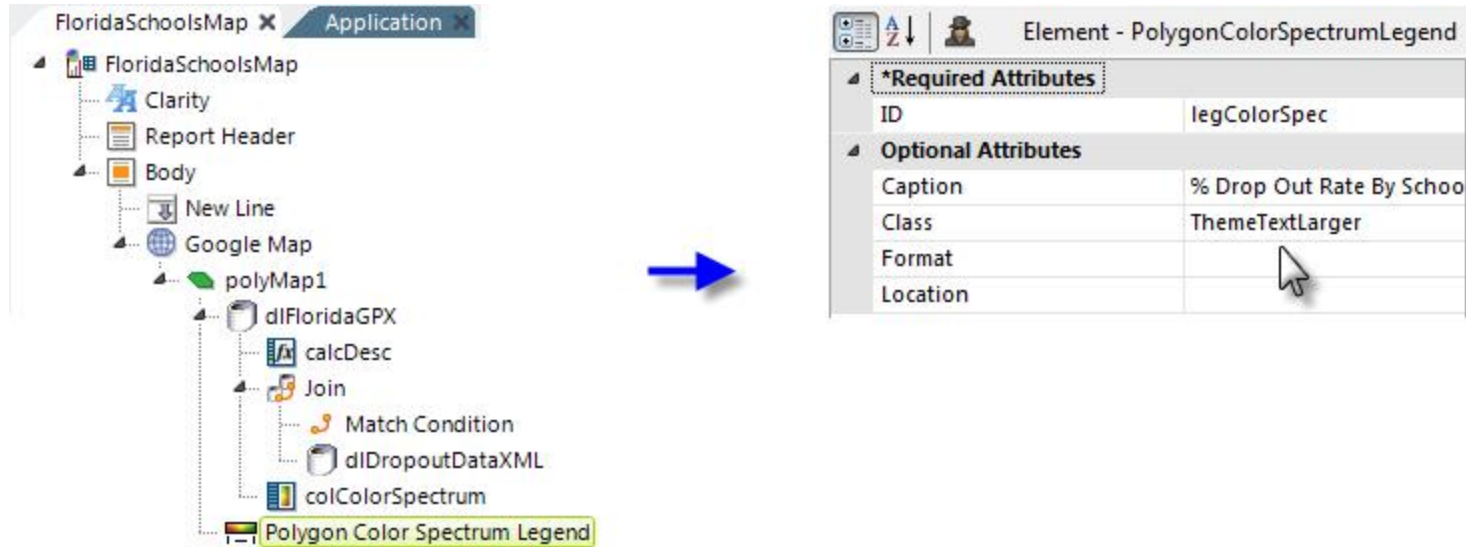 FloridaSchoolsMap
Application
FloridaSchoolsMap
Clarity
Report Header
Body
New Line
Google Map
polyMap1
dlFloridaGPX
calcDesc
Join
Match Condition
dlDropoutDataXML
colColorSpectrum
Polygon Color Spectrum Legend
Element - PolygonColorSpectrumLegend
*Required Attributes
ID legColorSpec
Optional Attributes
Caption % Drop Out Rate By Schoo
Class ThemeTextLarger
Format
Location